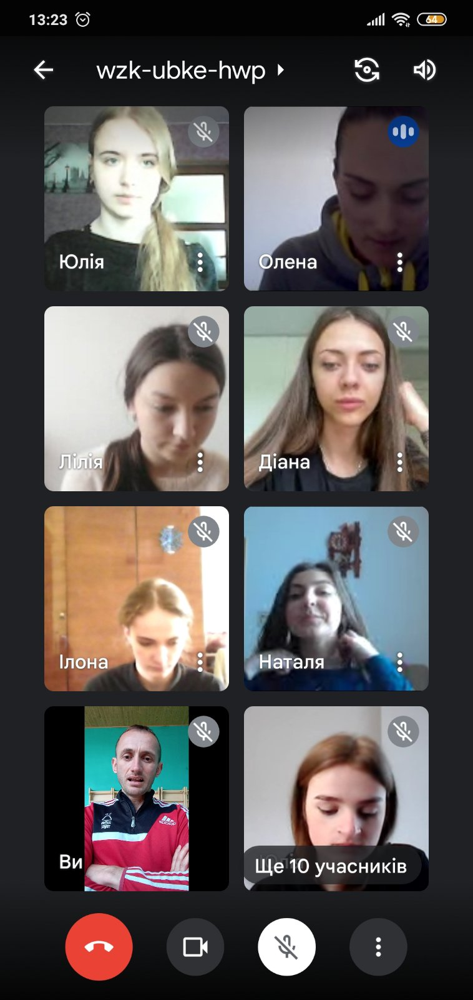 13:23
64
wzk-ubke-hwp
Юлія
Олена
Лілія
Діана
Ілона
Наталя
Ви
Ще 10 учасників